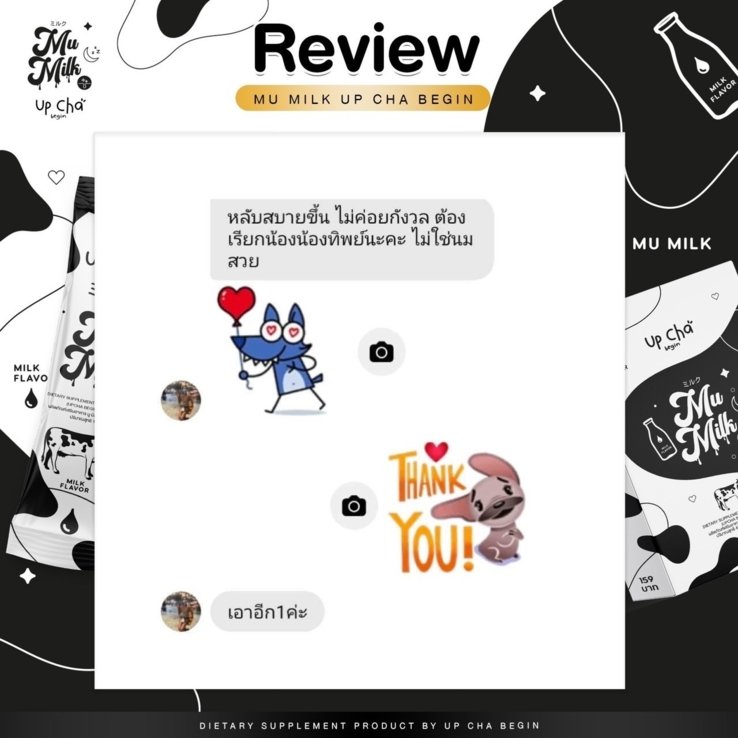 ミルク
Mu
Milk
Up Cha
begin
Review
MU MILK UP CHA BEGIN
MILK
FLAVOR
หลับสบายขึ้น ไม่ค่อยกังวล ต้อง
เรียกน้องน้องทิพย์นะคะ ไม่ใช่นม
สวย
MU MILK
THANK
YOU!
เอาอีก1ค่ะ
MILK
FLAVO
MILK
FLAVOR
Up Cha
begin
ミルク
Mu
Milk
DIETARY SUPPLEMENT
159
บาท
DIETARY SUPPLEMENT PRODUCT BY UP CHA BEGIN